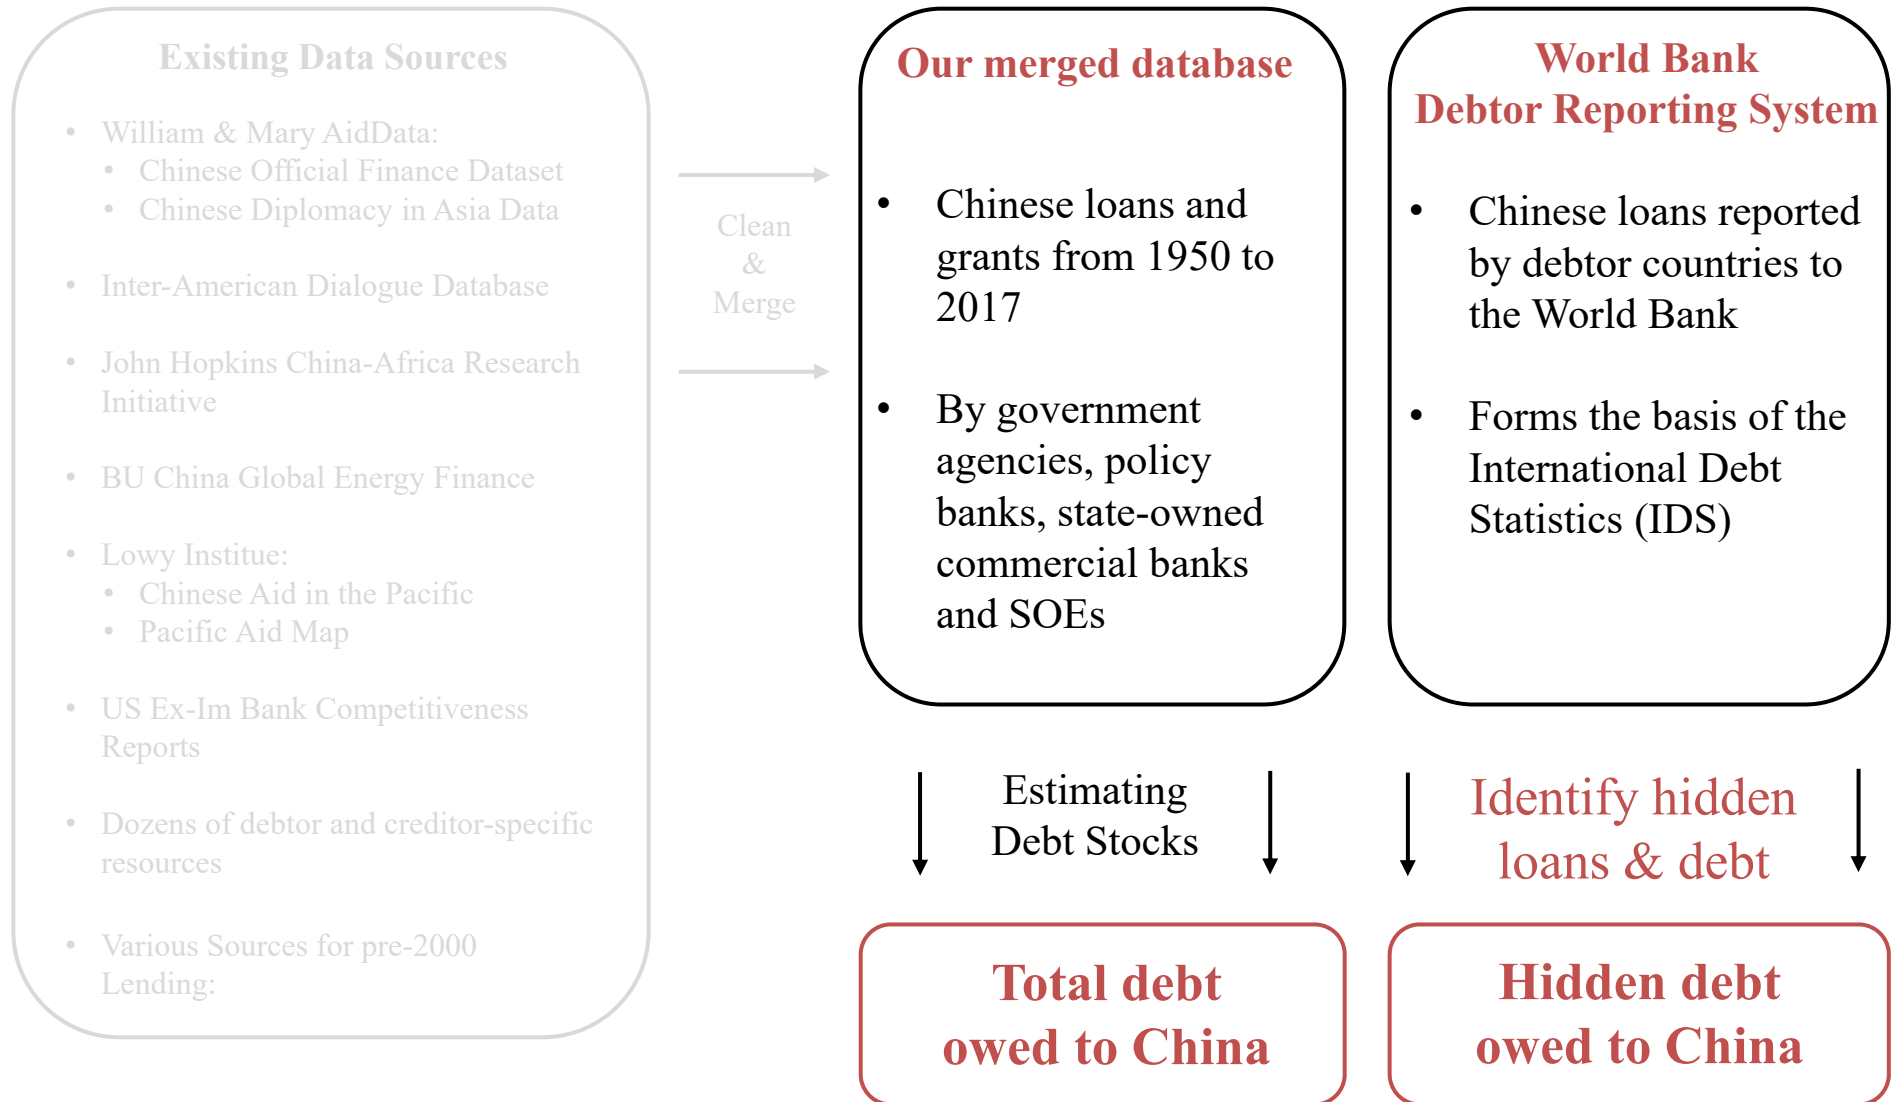 Existing Data Sources
• William & Mary AidData:
• Chinese Official Finance Dataset
• Chinese Diplomacy in Asia Data
• Inter-American Dialogue Database
• John Hopkins China-Africa Research
Initiative
• BU China Global Energy Finance
• Lowy Institue:
• Chinese Aid in the Pacific
• Pacific Aid Map
• US Ex-Im Bank Competitiveness
Reports
• Dozens of debtor and creditor-specific
resources
• Various Sources for pre-2000
Lending:
Clean
&
Merge
Our merged database
• Chinese loans and
grants from 1950 to
2017
• By government
agencies, policy
banks, state-owned
commercial banks
and SOEs
World Bank
Debtor Reporting System
• Chinese loans reported
by debtor countries to
the World Bank
• Forms the basis of the
International Debt
Statistics (IDS)
Estimating
Debt Stocks
Identify hidden
loans & debt
Total debt
owed to China
Hidden debt
owed to China